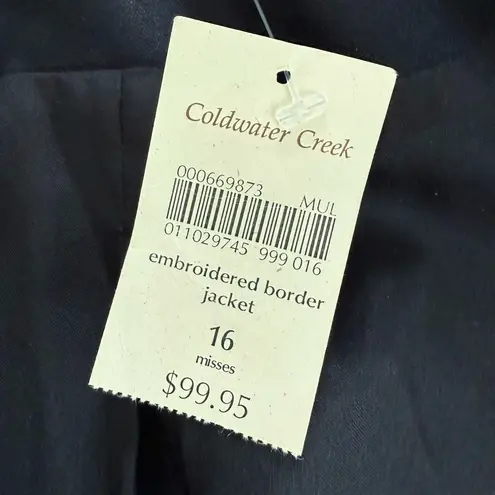 Coldwater Creek
000669873 MUL
011029745 999 016
embroidered border
jacket
16
misses
$99.95